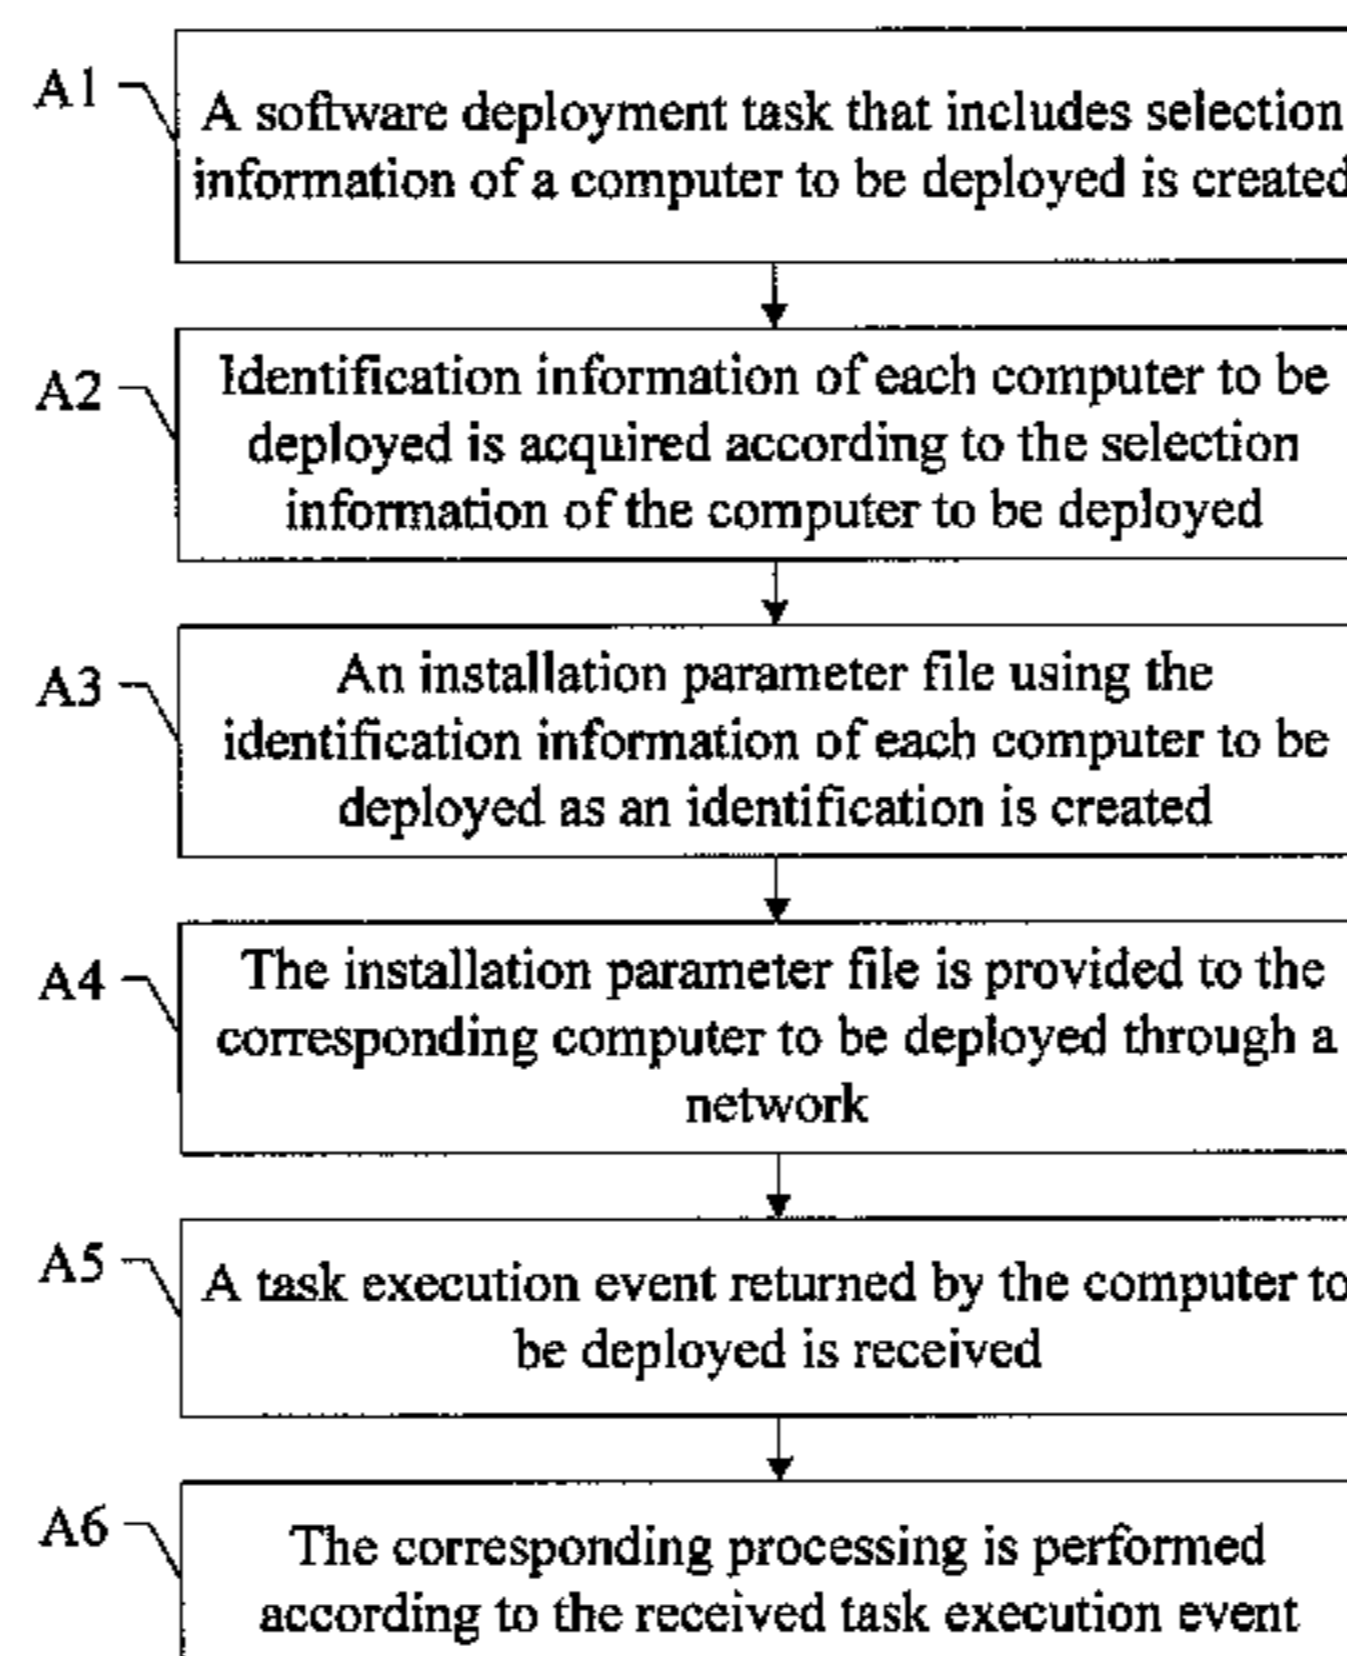 A1
A software deployment task that includes selection
information of a computer to be deployed is created
A2
Identification information of each computer to be
deployed is acquired according to the selection
information of the computer to be deployed
A3
An installation parameter file using the
identification information of each computer to be
deployed as an identification is created
A4
The installation parameter file is provided to the
corresponding computer to be deployed through a
network
A5
A task execution event returned by the computer to
be deployed is received
A6
The corresponding processing is performed
according to the received task execution event